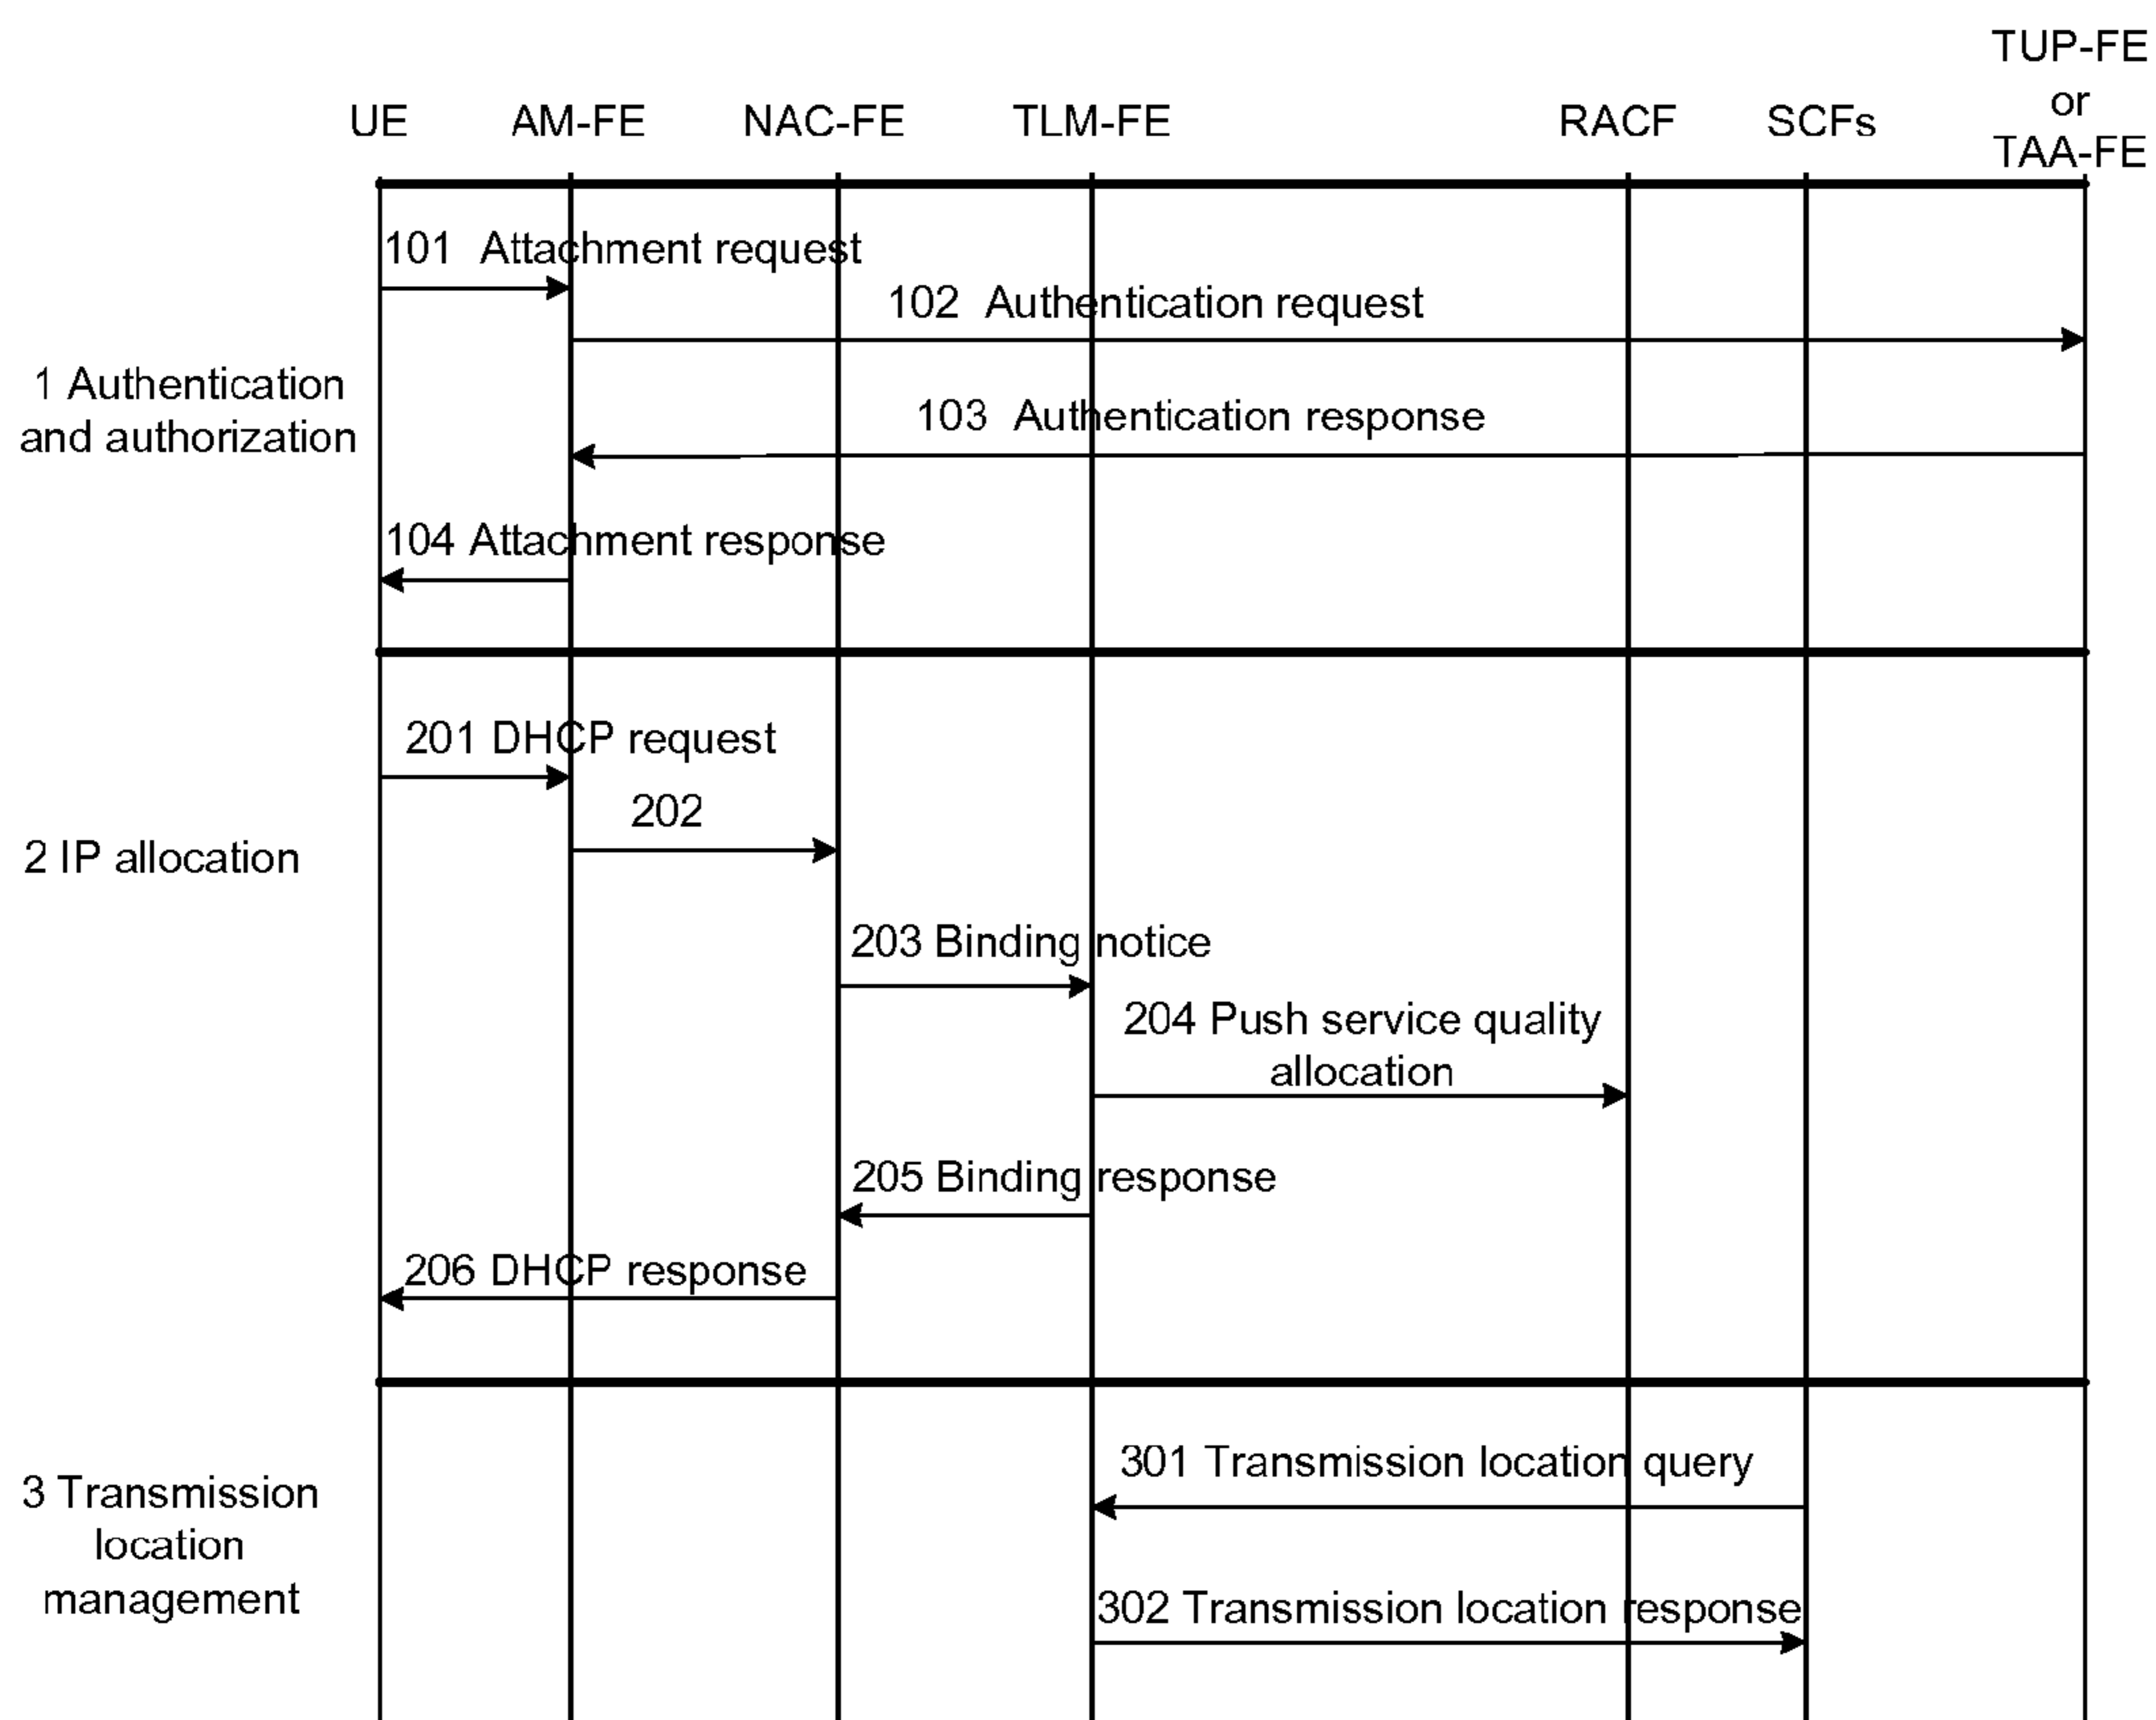 TUP-FE
or
TAA-FE
UE AM-FE NAC-FE TLM-FE RACF SCFs
101 Attachment request
102 Authentication request
1 Authentication
and authorization
103 Authentication response
104 Attachment response
201 DHCP request
202
2 IP allocation
203 Binding notice
204 Push service quality
allocation
205 Binding response
206 DHCP response
301 Transmission location query
3 Transmission
location
management
302 Transmission location response